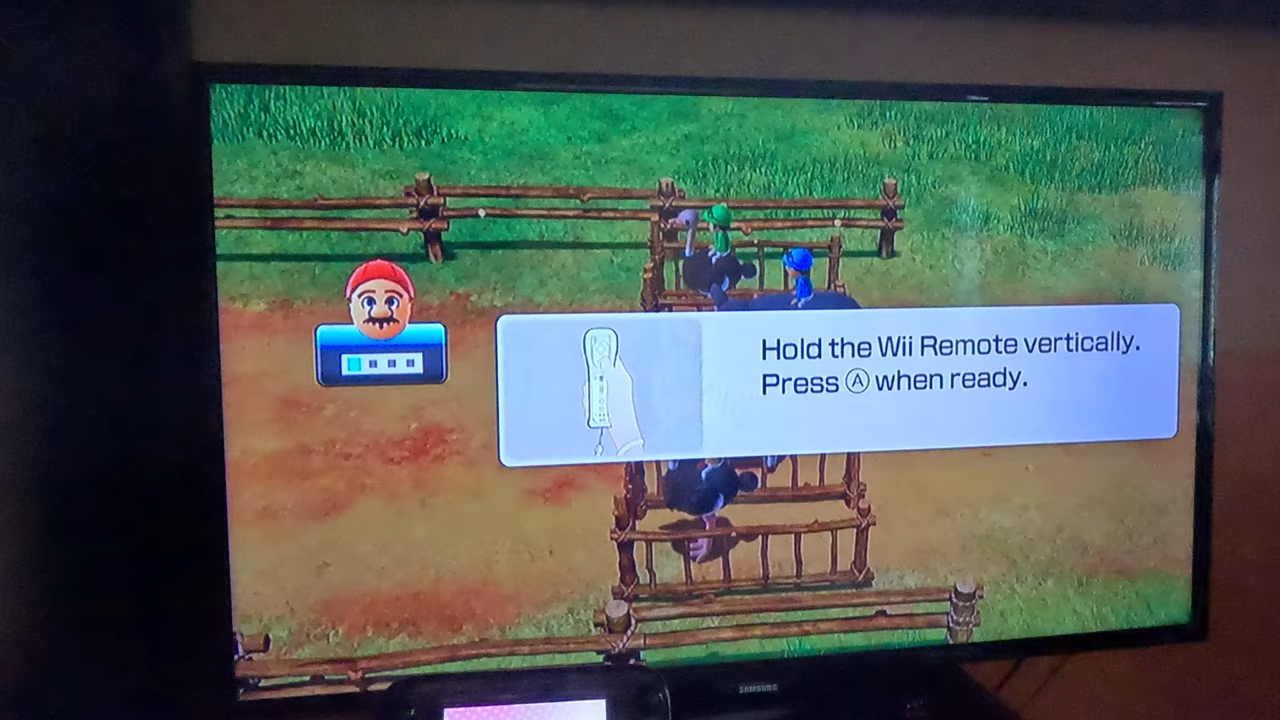 Hold the Wii Remote vertically.
Press Ⓐ when ready.
SAMSUNG